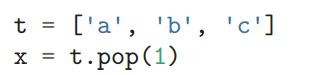 t = ['a', 'b', 'c']
x = t.pop(1)